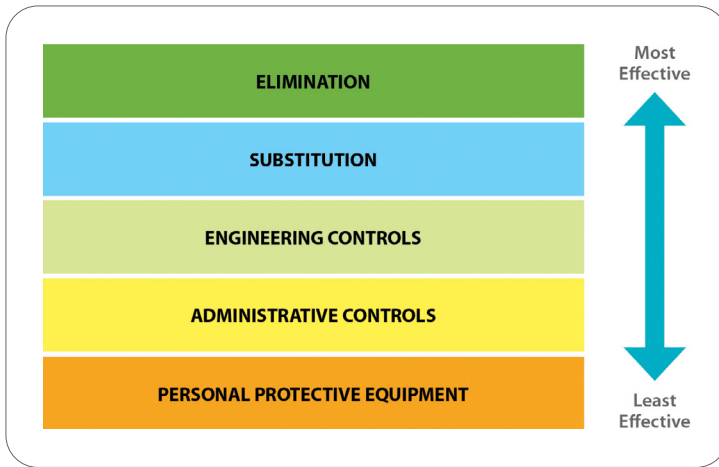 Most
Effective
ELIMINATION
SUBSTITUTION
ENGINEERING CONTROLS
ADMINISTRATIVE CONTROLS
PERSONAL PROTECTIVE EQUIPMENT
Least
Effective